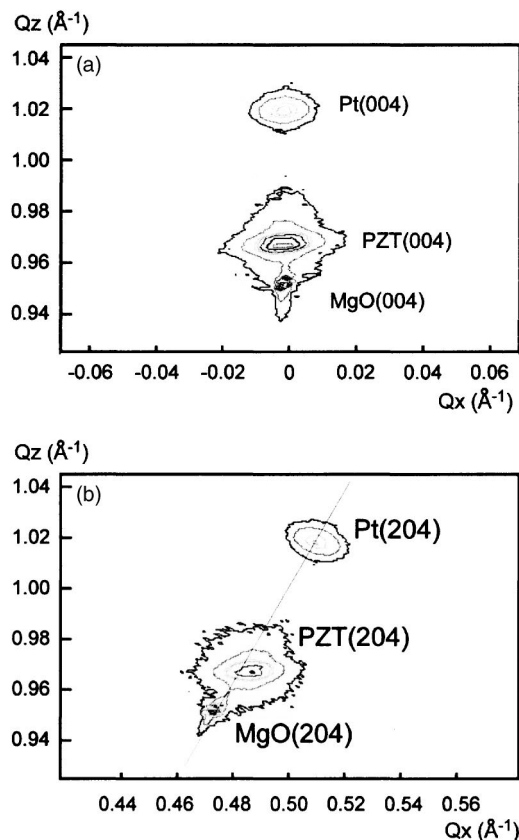 Qz (Å-1)
(a)
1.04
1.02
1.00
0.98
0.96
0.94
Pt(004)
PZT(004)
MgO(004)
-0.06 -0.04 -0.02 0 0.02 0.04 0.06
Qx (Å-1)
Qz (Å-1)
(b)
1.04
1.02
1.00
0.98
0.96
0.94
Pt(204)
PZT(204)
MgO(204)
0.44 0.46 0.48 0.50 0.52 0.54 0.56
Qx (Å-1)